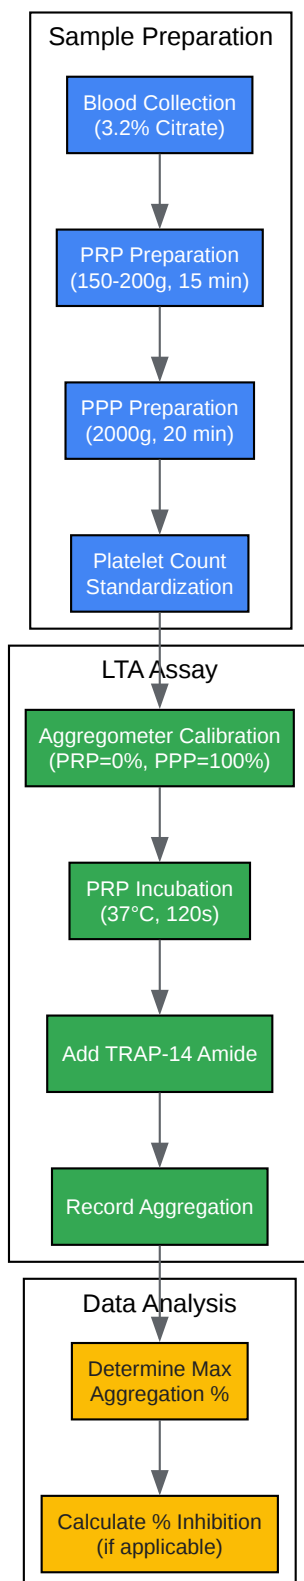 Sample Preparation
Blood Collection
(3.2% Citrate)
PRP Preparation
(150-200g, 15 min)
PPP Preparation
(2000g, 20 min)
Platelet Count
Standardization
LTA Assay
Aggregometer Calibration
(PRP=0%, PPP=100%)
PRP Incubation
(37°C, 120s)
Add TRAP-14 Amide
Record Aggregation
Data Analysis
Determine Max
Aggregation %
Calculate % Inhibition
(if applicable)